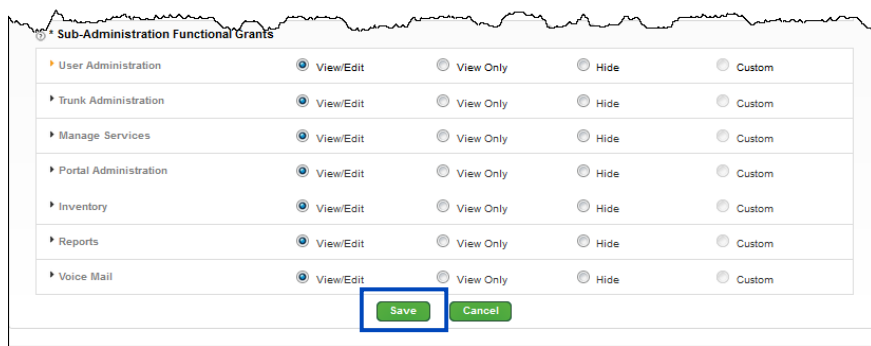 * Sub-Administration Functional Grants
User Administration View/Edit View Only Hide Custom
Trunk Administration View/Edit View Only Hide Custom
Manage Services View/Edit View Only Hide Custom
Portal Administration View/Edit View Only Hide Custom
Inventory View/Edit View Only Hide Custom
Reports View/Edit View Only Hide Custom
Voice Mail View/Edit View Only Hide Custom
Save Cancel